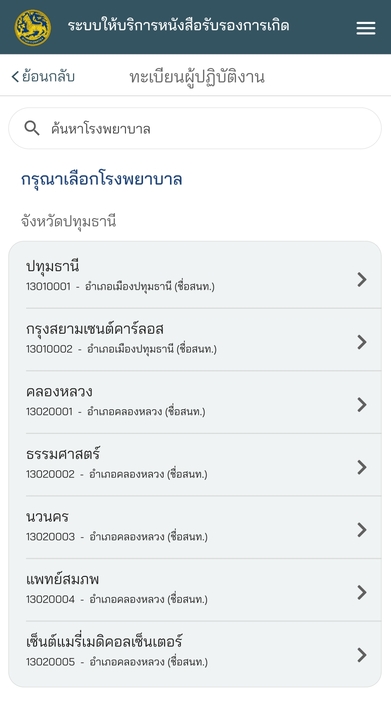 ระบบให้บริการหนังสือรับรองการเกิด
ย้อนกลับ
ทะเบียนผู้ปฏิบัติงาน
ค้นหาโรงพยาบาล
กรุณาเลือกโรงพยาบาล
จังหวัดปทุมธานี
ปทุมธานี
13010001 - อำเภอเมืองปทุมธานี (ชื่อสนท.)
กรุงสยามเซนต์คาร์ลอส
13010002 - อำเภอเมืองปทุมธานี (ชื่อสนท.)
คลองหลวง
13020001 - อำเภอคลองหลวง (ชื่อสนท.)
ธรรมศาสตร์
13020002 - อำเภอคลองหลวง (ชื่อสนท.)
นวนคร
13020003 - อำเภอคลองหลวง (ชื่อสนท.)
แพทย์สมภพ
13020004 - อำเภอคลองหลวง (ชื่อสนท.)
เซ็นต์แมรี่เมดิคอลเซ็นเตอร์
13020005 - อำเภอคลองหลวง (ชื่อสนท.)